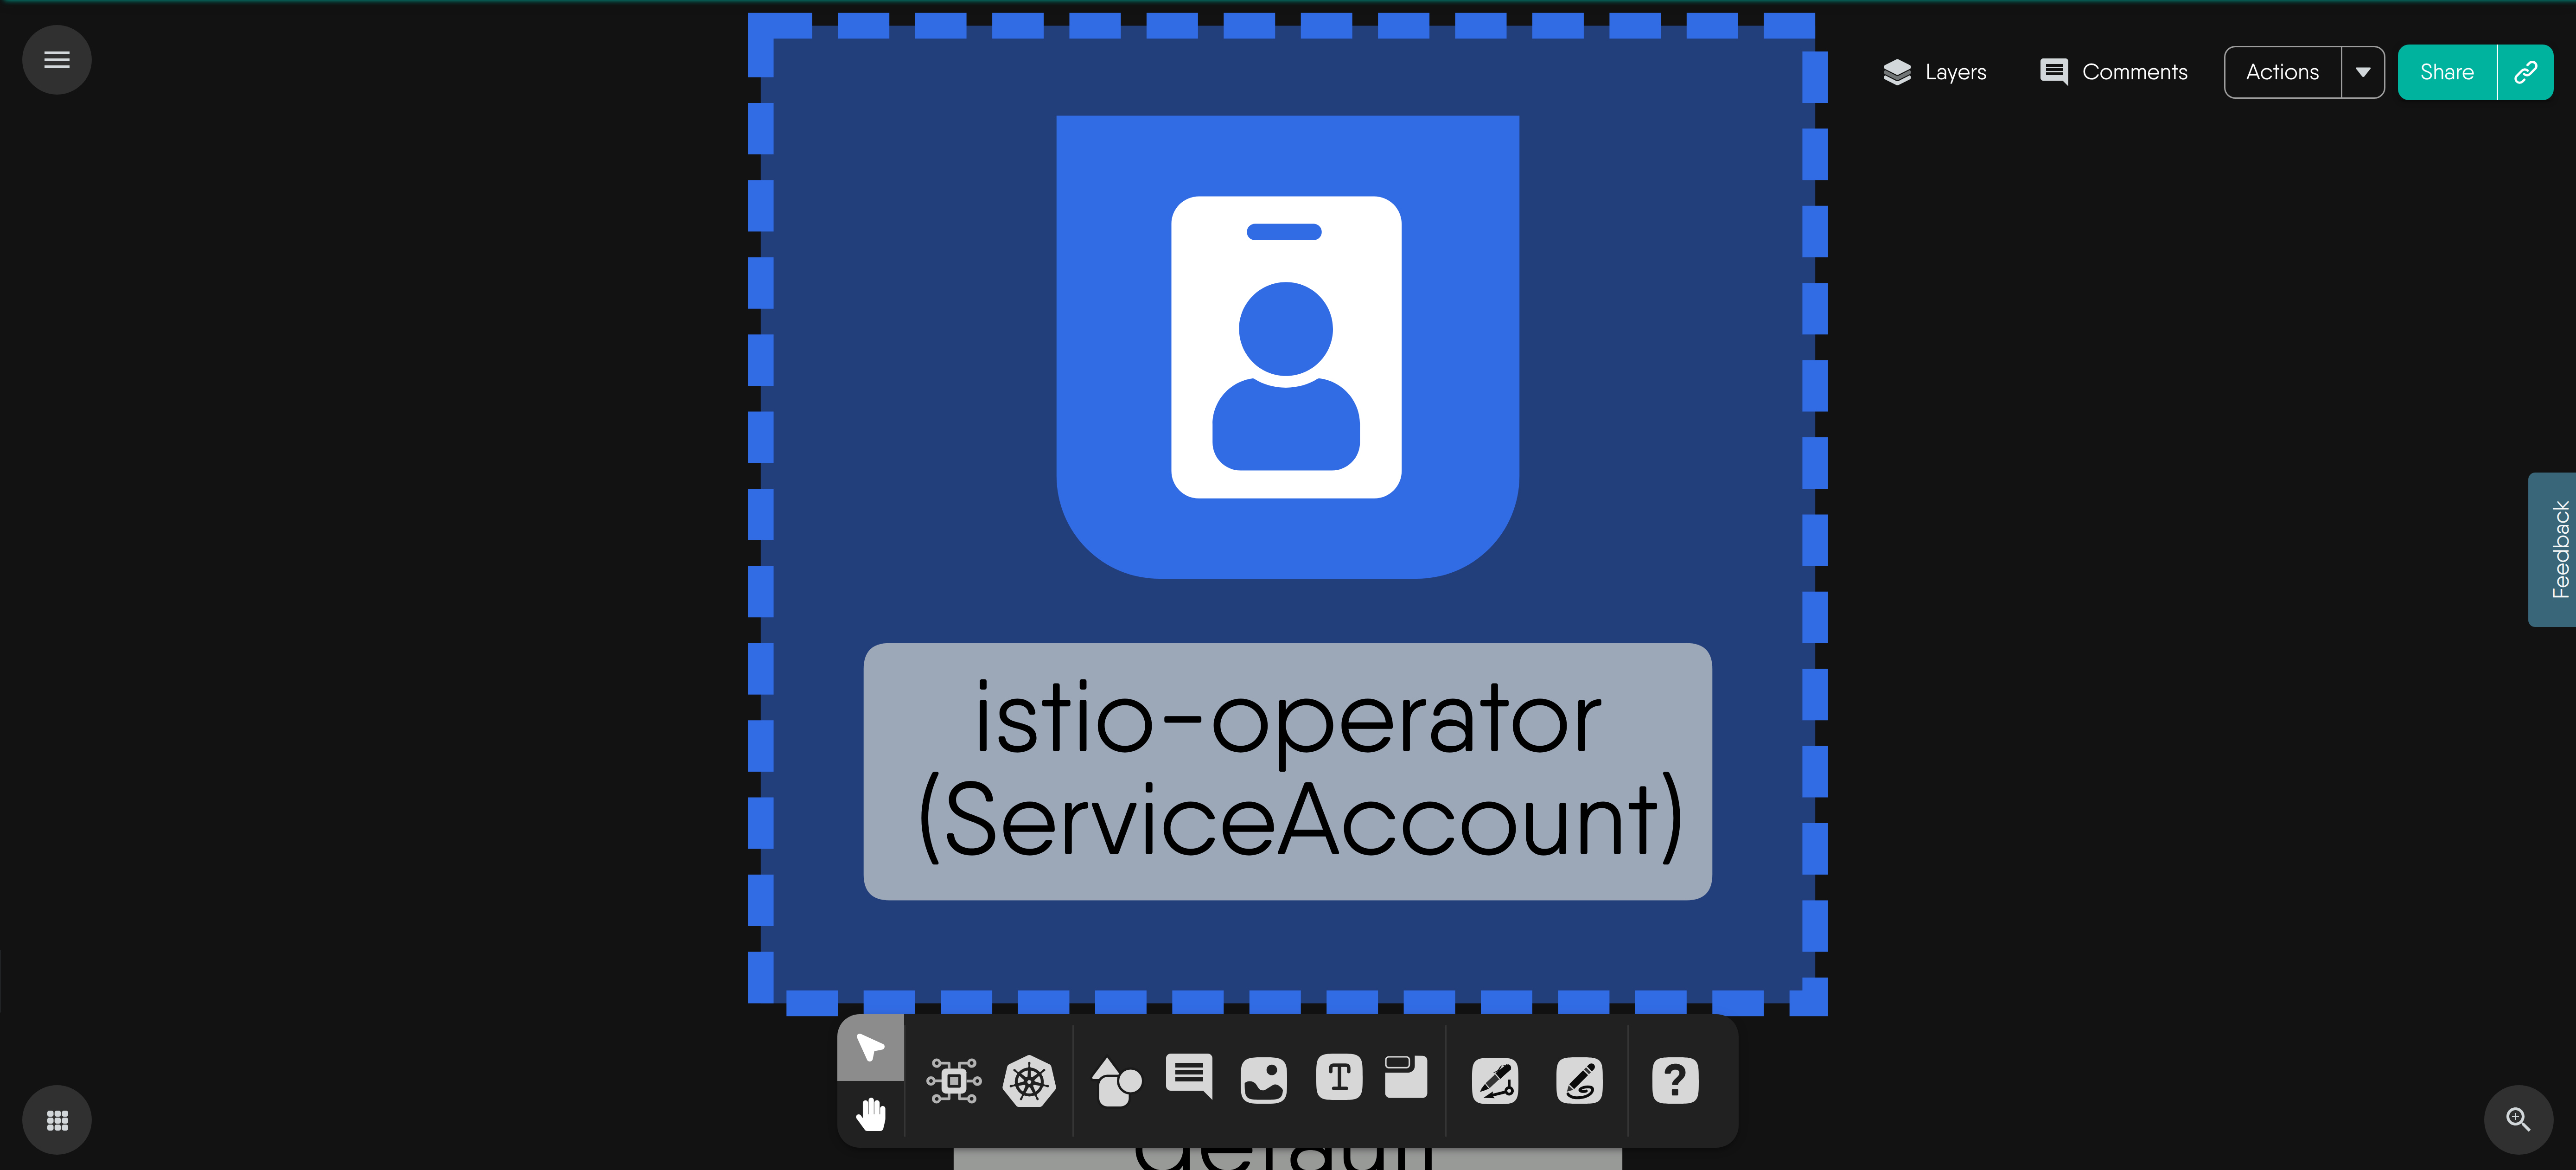 Layers
Comments
Actions
Share
istio-operator
(ServiceAccount)
Feedback